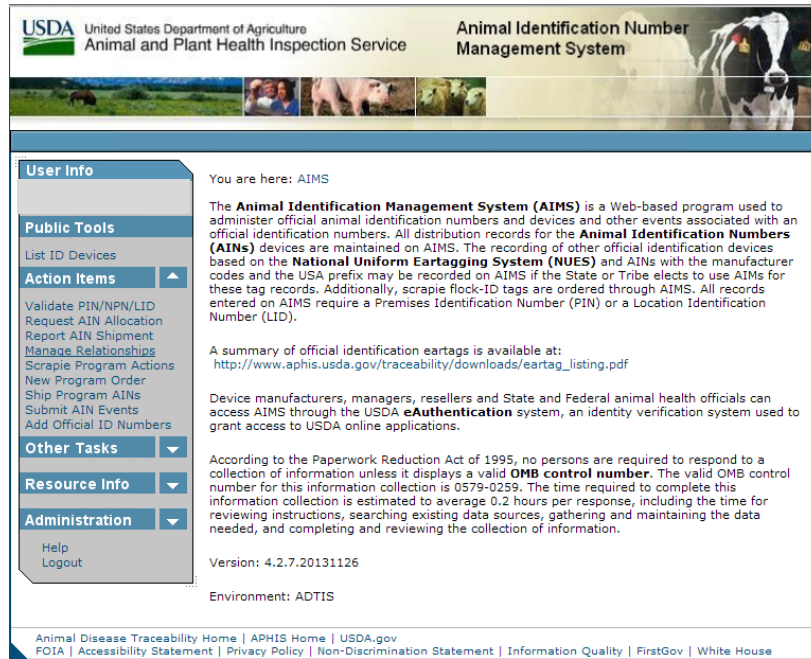 USDA United States Department of Agriculture
Animal and Plant Health Inspection Service
Animal Identification Number
Management System
User Info
Public Tools
List ID Devices
Action Items
Validate PIN/NPN/LID
Request AIN Allocation
Report AIN Shipment
Manage Relationships
Scrapie Program Actions
New Program Order
Ship Program AINs
Submit AIN Events
Add Official ID Numbers
Other Tasks
Resource Info
Administration
Help
Logout
You are here: AIMS
The Animal Identification Management System (AIMS) is a Web-based program used to
administer official animal identification numbers and devices and other events associated with an
official identification numbers. All distribution records for the Animal Identification Numbers
(AINs) devices are maintained on AIMS. The recording of other official identification devices
based on the National Uniform Eartagging System (NUES) and AINs with the manufacturer
codes and the USA prefix may be recorded on AIMS if the State or Tribe elects to use AIMs for
these tag records. Additionally, scrapie flock-ID tags are ordered through AIMS. All records
entered on AIMS require a Premises Identification Number (PIN) or a Location Identification
Number (LID).
A summary of official identification eartags is available at:
http://www.aphis.usda.gov/traceability/downloads/eartag_listing.pdf
Device manufacturers, managers, resellers and State and Federal animal health officials can
access AIMS through the USDA eAuthentication system, an identity verification system used to
grant access to USDA online applications.
According to the Paperwork Reduction Act of 1995, no persons are required to respond to a
collection of information unless it displays a valid OMB control number. The valid OMB control
number for this information collection is 0579-0259. The time required to complete this
information collection is estimated to average 0.2 hours per response, including the time for
reviewing instructions, searching existing data sources, gathering and maintaining the data
needed, and completing and reviewing the collection of information.
Version: 4.2.7.20131126
Environment: ADTIS
Animal Disease Traceability Home | APHIS Home | USDA.gov
FOIA | Accessibility Statement | Privacy Policy | Non-Discrimination Statement | Information Quality | FirstGov | White House